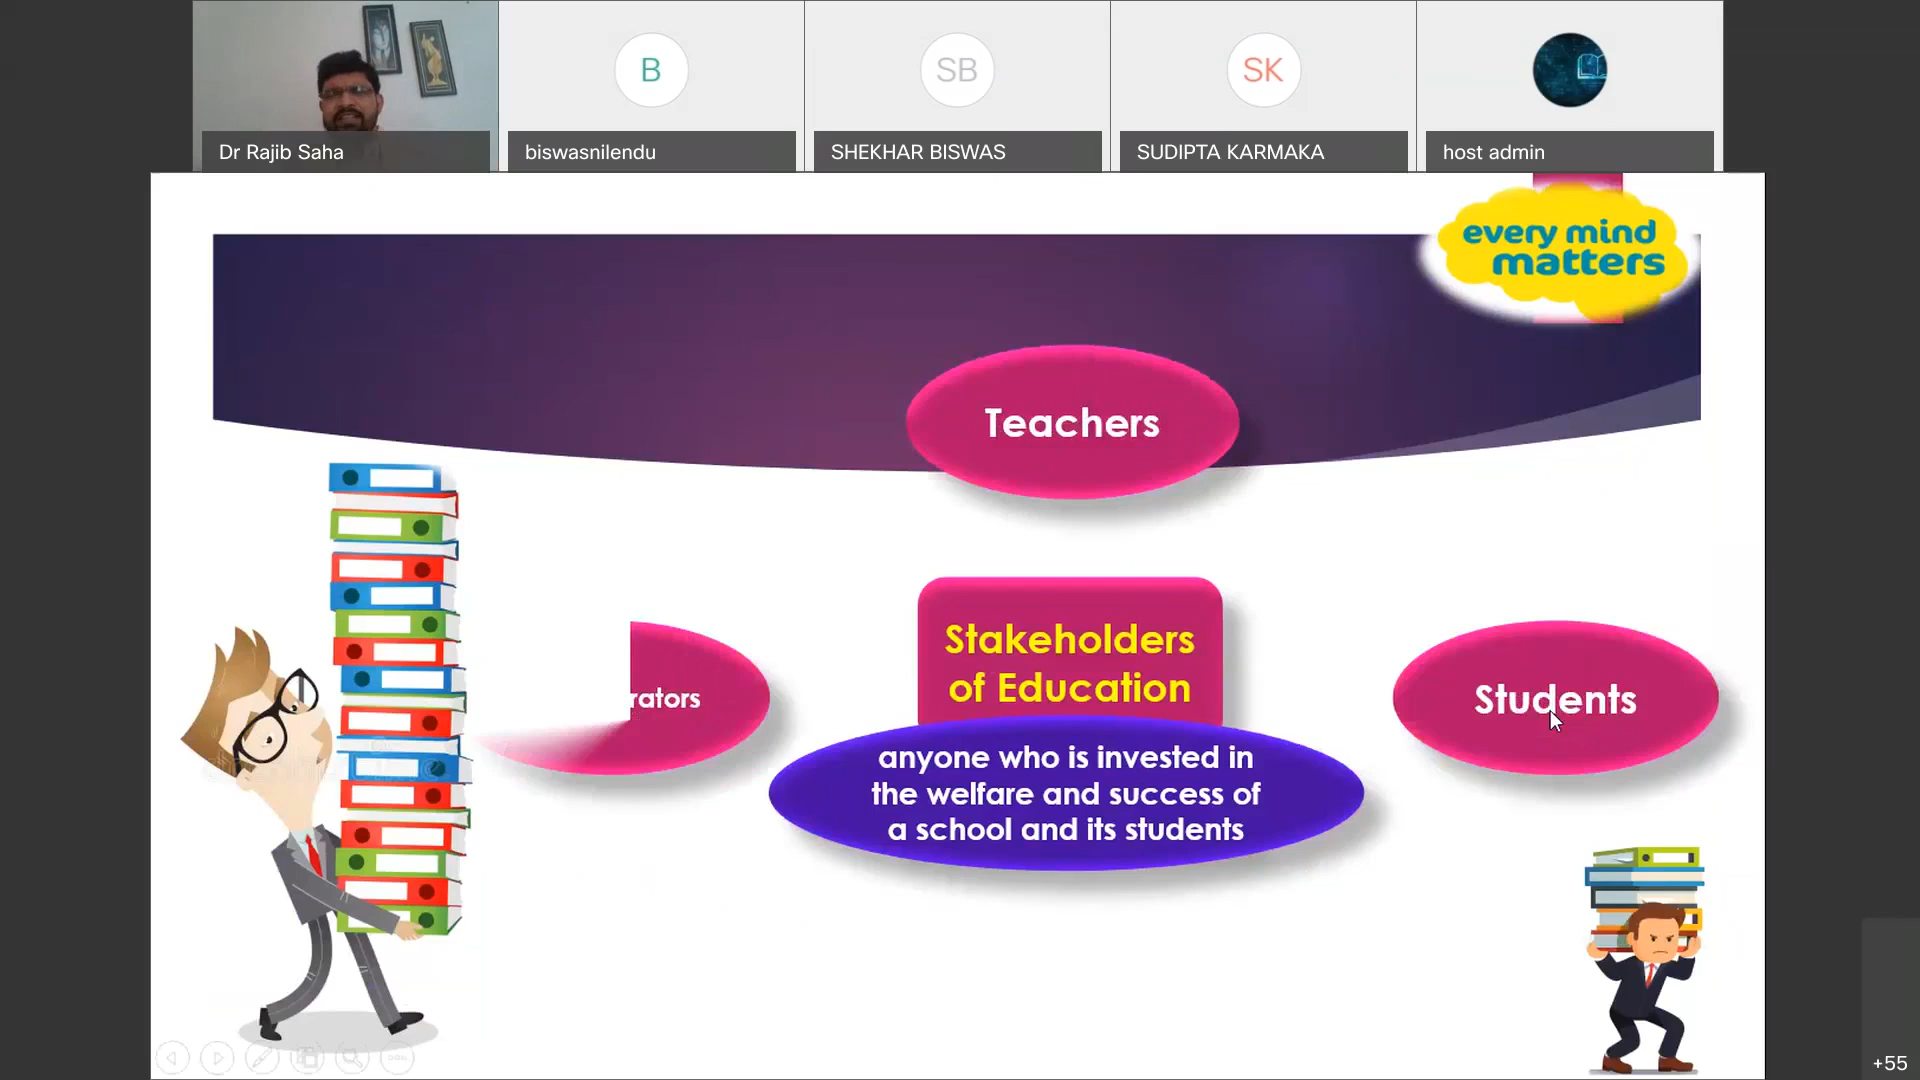 B
SB
SK
Dr Rajib Saha
biswasnilendu
SHEKHAR BISWAS
SUDIPTA KARMAKA
host admin
every mind
matters
Teachers
Stakeholders
of Education
rators
Students
anyone who is invested in
the welfare and success of
a school and its students
+55